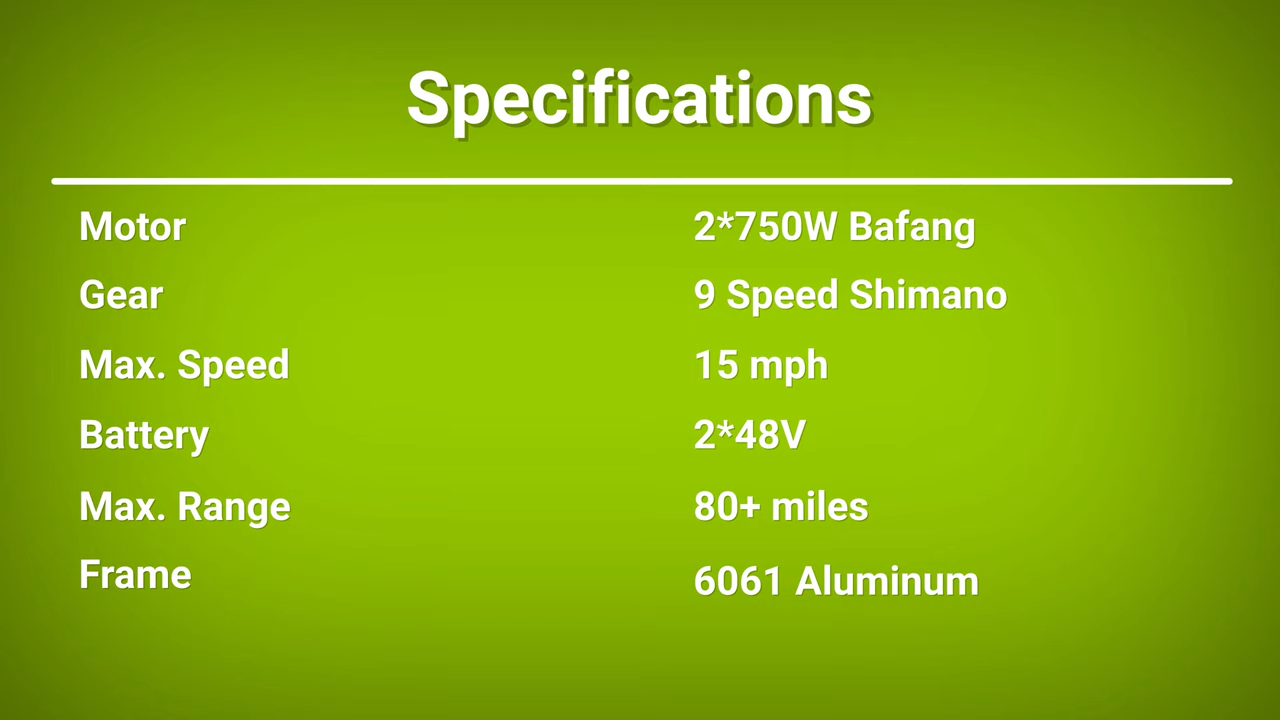 Specifications
Motor 2*750W Bafang
Gear 9 Speed Shimano
Max. Speed 15 mph
Battery 2*48V
Max. Range 80+ miles
Frame 6061 Aluminum